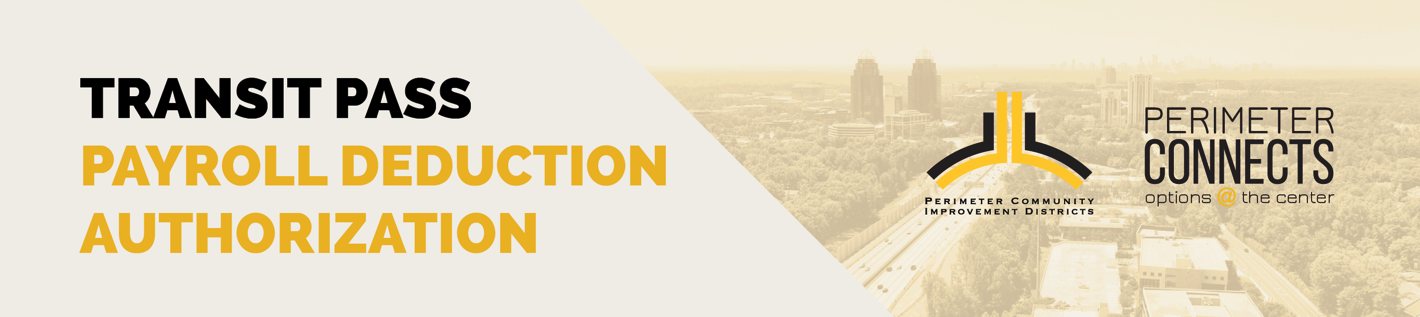 TRANSIT PASS
PAYROLL DEDUCTION
AUTHORIZATION
PERIMETER COMMUNITY
IMPROVEMENT DISTRICTS
PERIMETER
CONNECTS
options @ the center